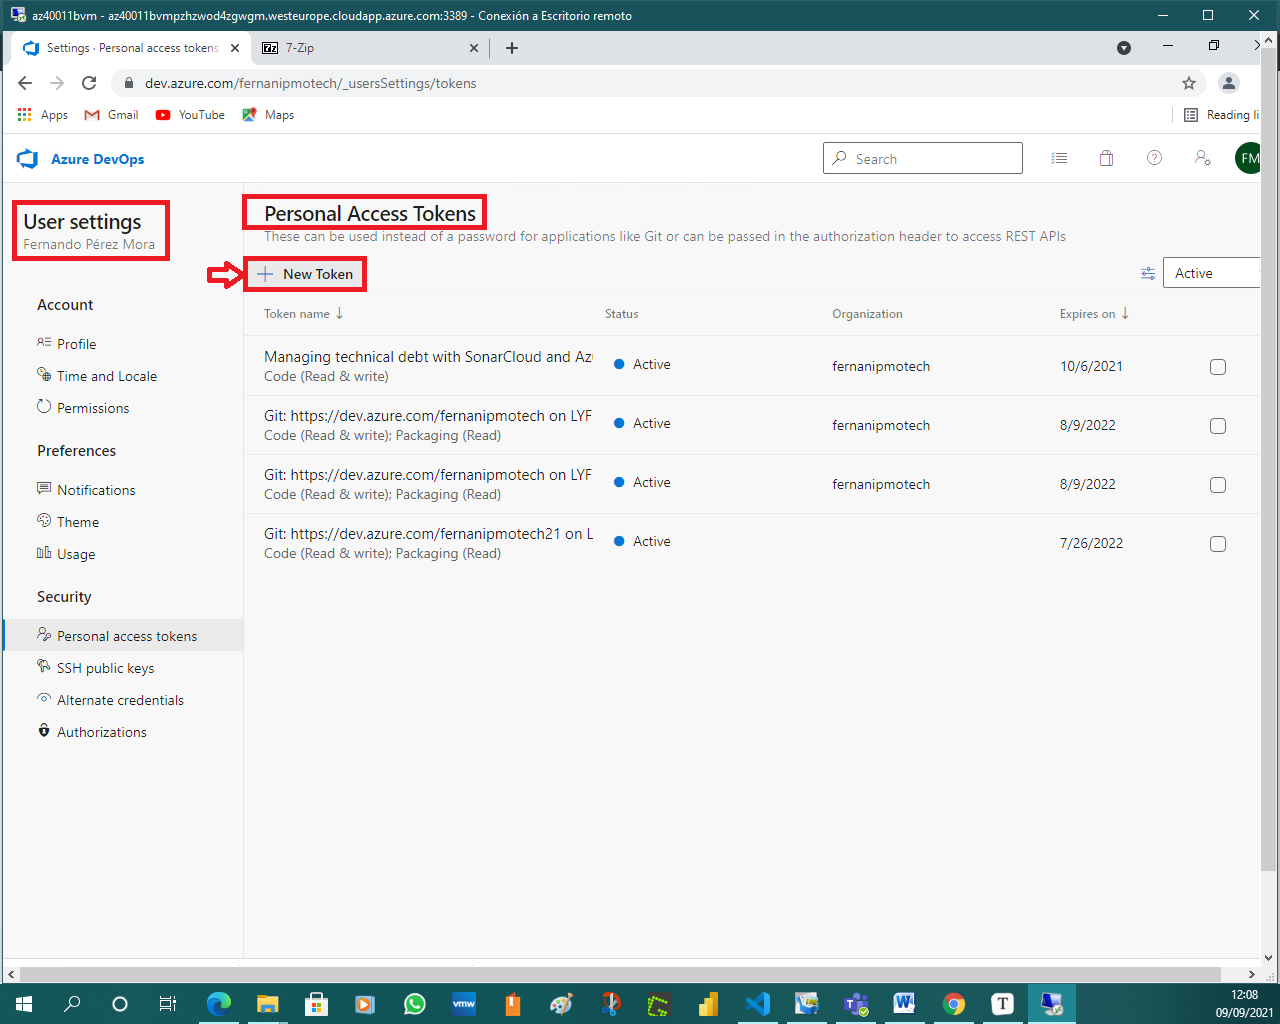 az40011bvm - az40011bvmpzhzwod4zgwgm.westeurope.cloudapp.azure.com:3389 - Conexión a Escritorio remoto
Settings · Personal access tokens
7z
7-Zip
dev.azure.com/fernanipmotech/_usersSettings/tokens
Apps
Gmail
YouTube
Maps
Reading li
Azure DevOps
Search
FM
User settings
Fernando Pérez Mora
Personal Access Tokens
These can be used instead of a password for applications like Git or can be passed in the authorization header to access REST APIs
New Token
Active
Token name
Status
Organization
Expires on
Managing technical debt with SonarCloud and Azu
Code (Read & write)
Active
fernanipmotech
10/6/2021
Git: https://dev.azure.com/fernanipmotech on LYF
Code (Read & write); Packaging (Read)
Active
fernanipmotech
8/9/2022
Git: https://dev.azure.com/fernanipmotech on LYF
Code (Read & write); Packaging (Read)
Active
fernanipmotech
8/9/2022
Git: https://dev.azure.com/fernanipmotech21 on L
Code (Read & write); Packaging (Read)
Active
7/26/2022
Account
Profile
Time and Locale
Permissions
Preferences
Notifications
Theme
Usage
Security
Personal access tokens
SSH public keys
Alternate credentials
Authorizations
vmw
T
12:08
09/09/2021